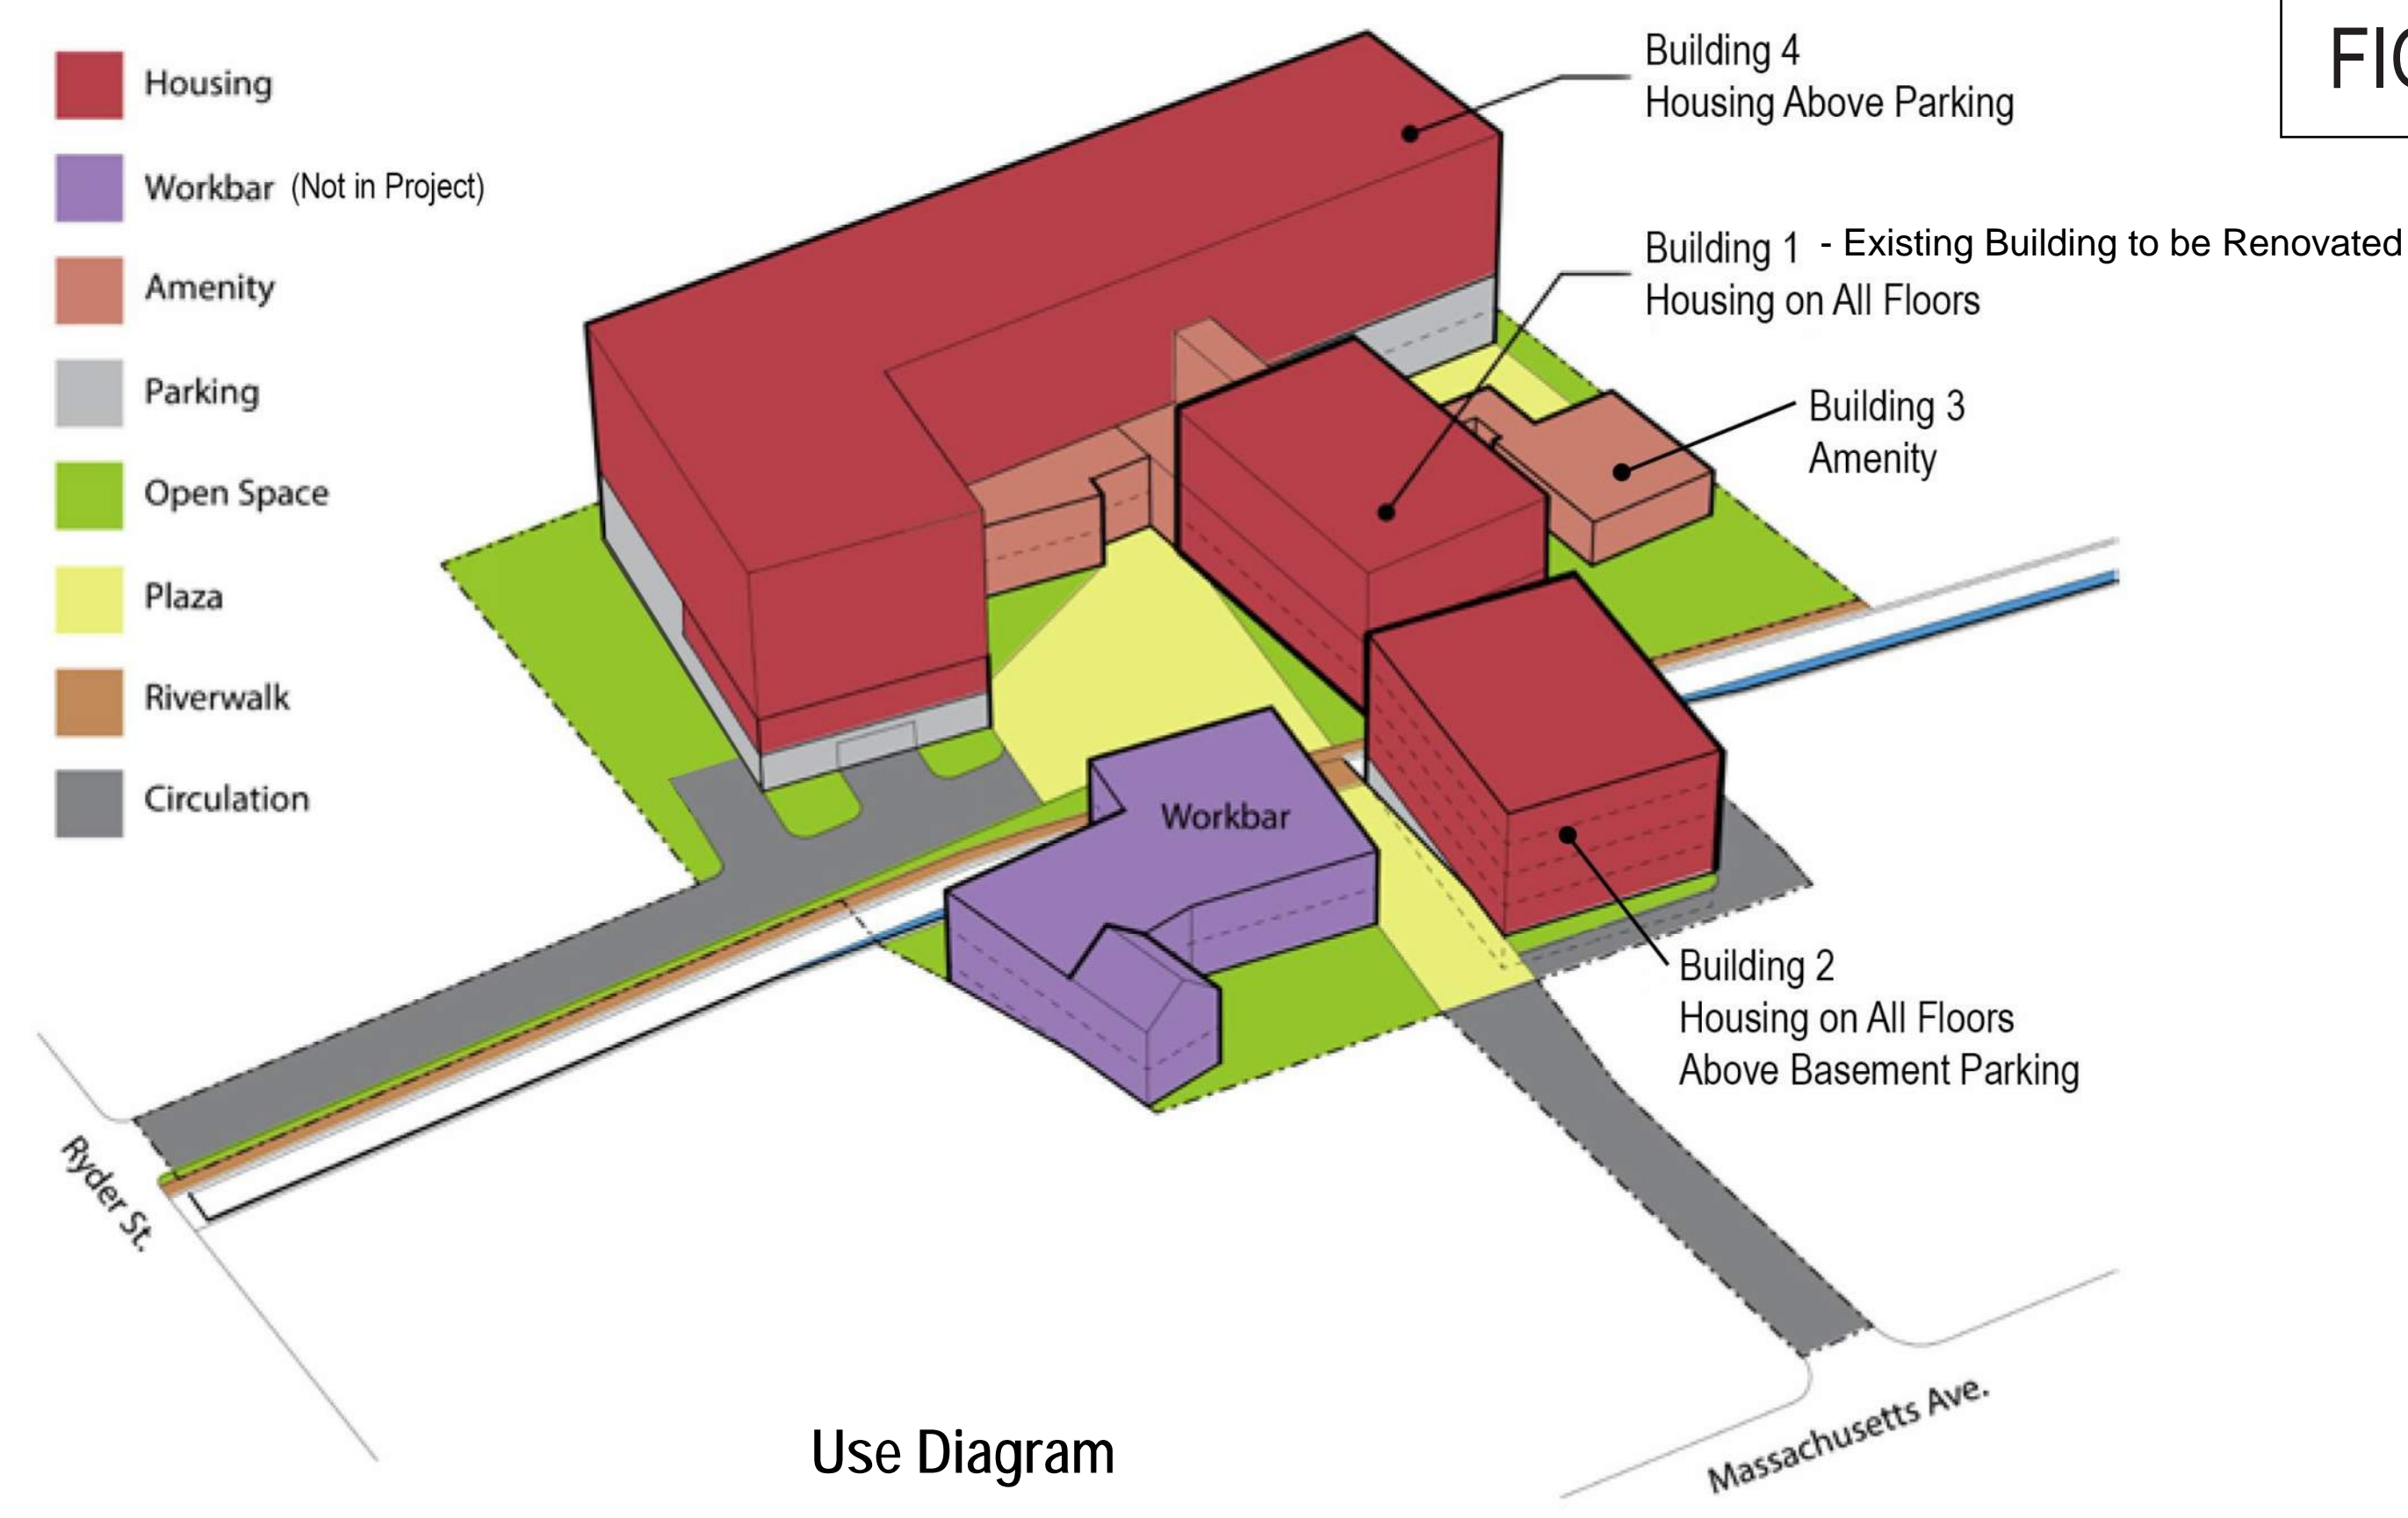 FIG
Housing
Workbar (Not in Project)
Amenity
Parking
Open Space
Plaza
Riverwalk
Circulation
Building 4
Housing Above Parking
Building 1 - Existing Building to be Renovated
Housing on All Floors
Building 3
Amenity
Workbar
Building 2
Housing on All Floors
Above Basement Parking
Ryder St.
Massachusetts Ave.
Use Diagram